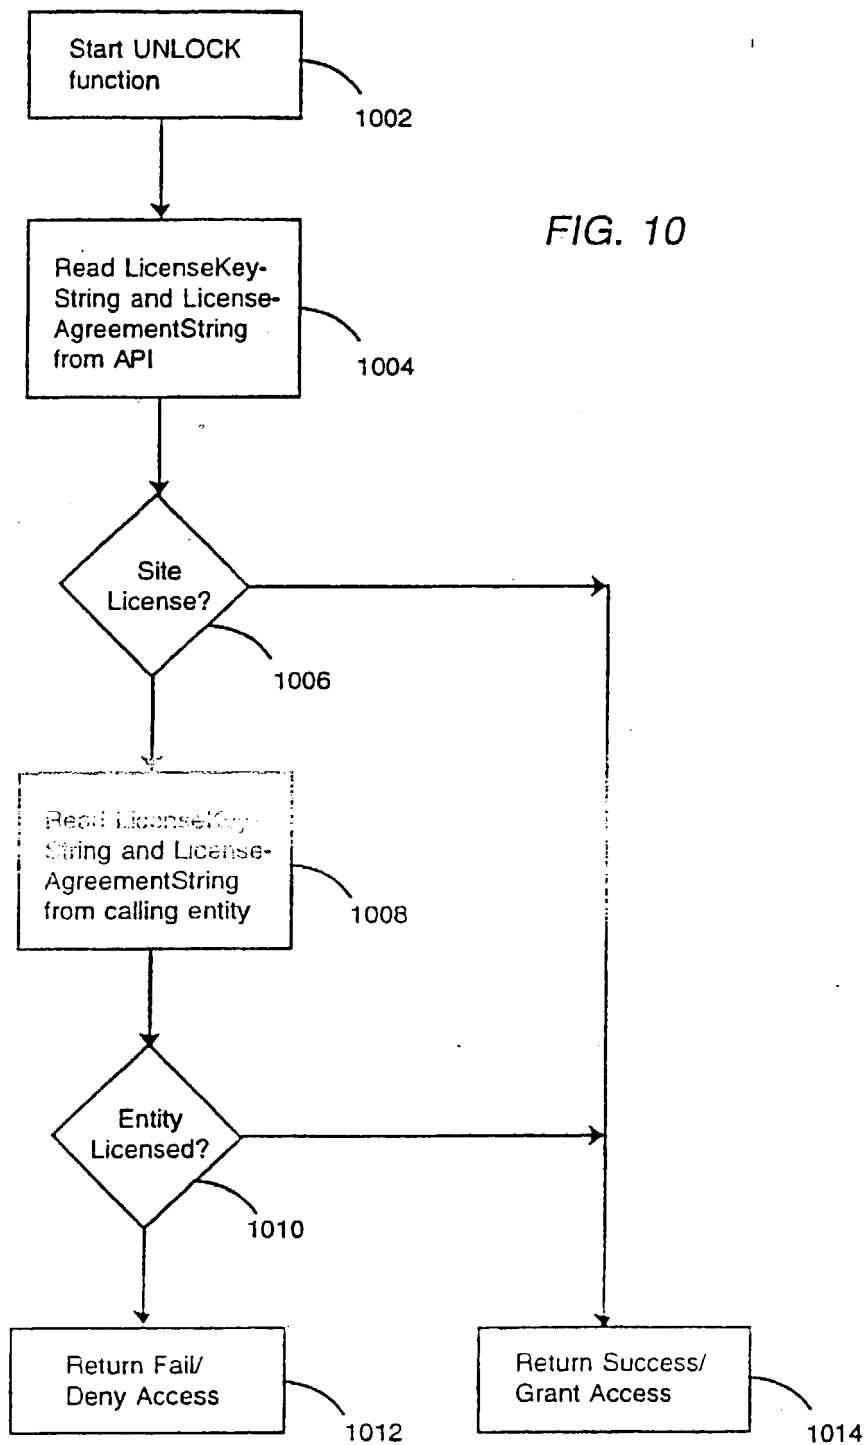 Start UNLOCK
function
1002
FIG. 10
Read LicenseKey-
String and License-
AgreementString
from API
1004
Site
License?
1006
Read LicenseKey-
String and License-
AgreementString
from calling entity
1008
Entity
Licensed?
1010
Return Fail/
Deny Access
1012
Return Success/
Grant Access
1014